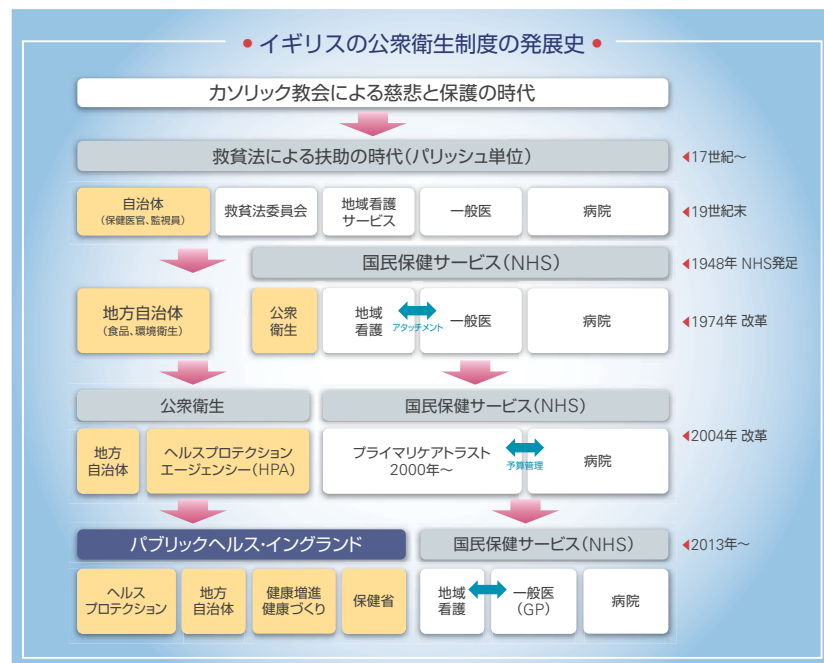 • イギリスの公衆衛生制度の発展史 •
カソリック教会による慈悲と保護の時代
救貧法による扶助の時代(パリッシュ単位)
◀17世紀〜
自治体
(保健医官、監視員)
救貧法委員会
地域看護
サービス
一般医
病院
◀19世紀末
国民保健サービス(NHS)
◀1948年 NHS発足
地方自治体
(食品、環境衛生)
公衆
衛生
地域
看護
アタッチメント
一般医
病院
◀1974年 改革
公衆衛生
国民保健サービス(NHS)
◀2004年 改革
地方
自治体
ヘルスプロテクション
エージェンシー(HPA)
プライマリケアトラスト
2000年〜
予算管理
病院
パブリックヘルス・イングランド
国民保健サービス(NHS)
◀2013年〜
ヘルス
プロテクション
地方
自治体
健康増進
健康づくり
保健省
地域
看護
一般医
(GP)
病院